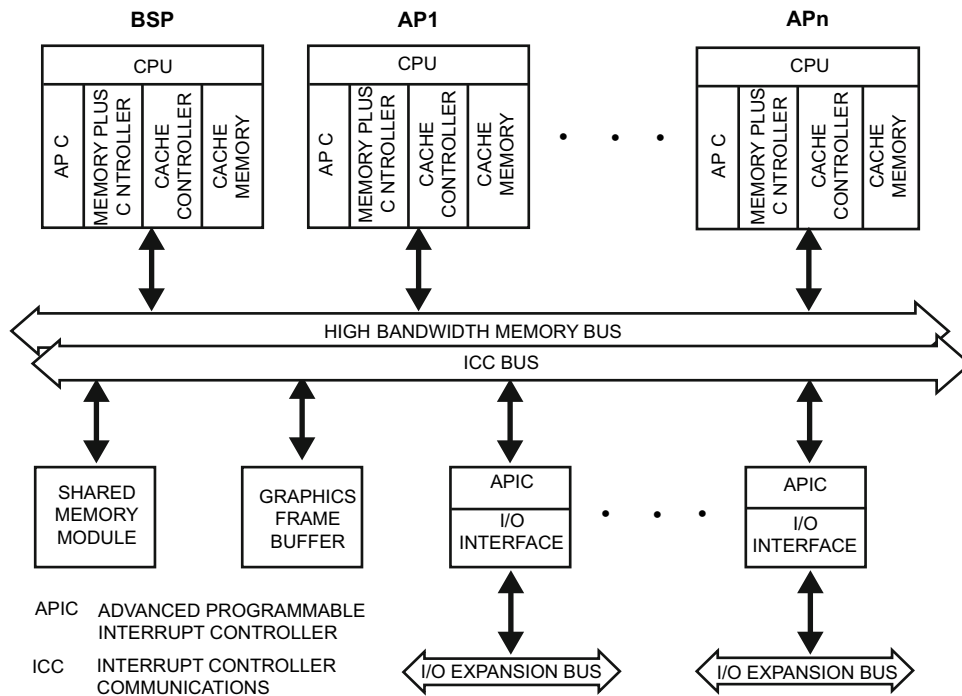 BSP
AP1
APn
CPU
AP C
MEMORY PLUS
C NTROLLER
CACHE
CONTROLLER
CACHE
MEMORY
CPU
AP C
MEMORY PLUS
C NTROLLER
CACHE
CONTROLLER
CACHE
MEMORY
CPU
AP C
MEMORY PLUS
C NTROLLER
CACHE
CONTROLLER
CACHE
MEMORY
HIGH BANDWIDTH MEMORY BUS
ICC BUS
SHARED
MEMORY
MODULE
GRAPHICS
FRAME
BUFFER
APIC
I/O
INTERFACE
APIC
I/O
INTERFACE
APIC ADVANCED PROGRAMMABLE
INTERRUPT CONTROLLER
ICC INTERRUPT CONTROLLER
COMMUNICATIONS
I/O EXPANSION BUS
I/O EXPANSION BUS